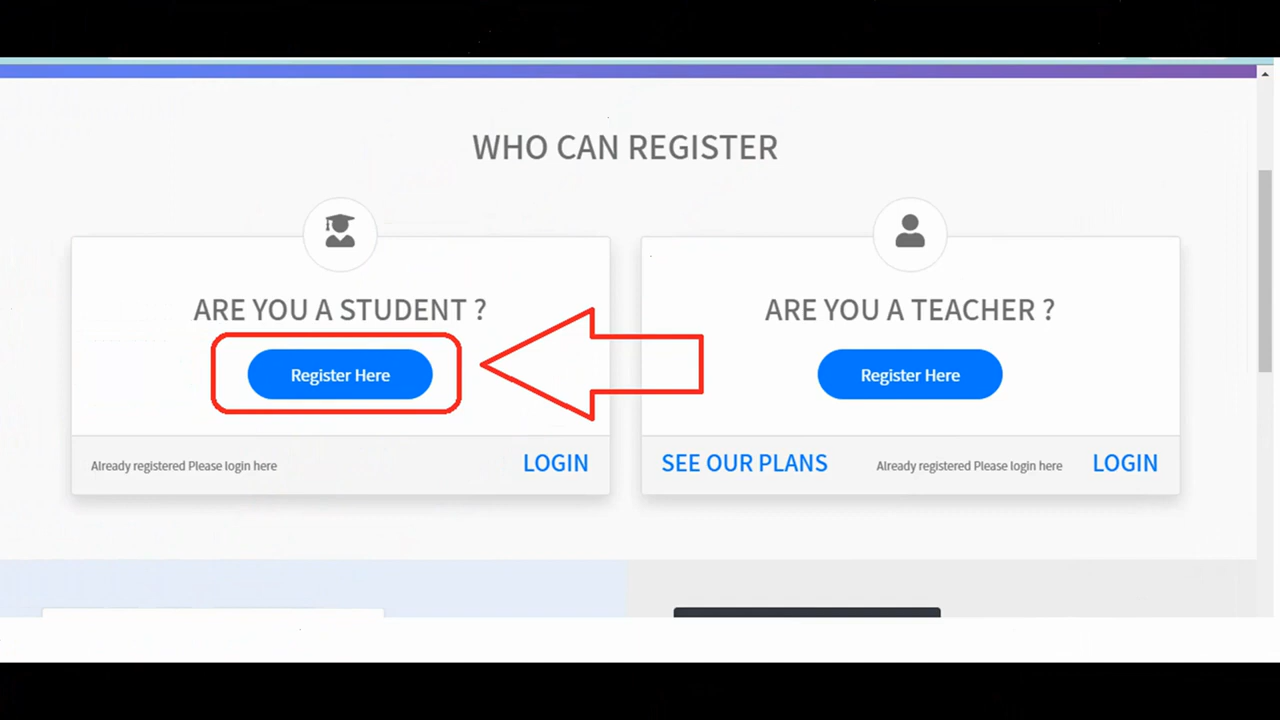 WHO CAN REGISTER
ARE YOU A STUDENT ?
Register Here
Already registered Please login here
LOGIN
ARE YOU A TEACHER ?
Register Here
SEE OUR PLANS
Already registered Please login here
LOGIN